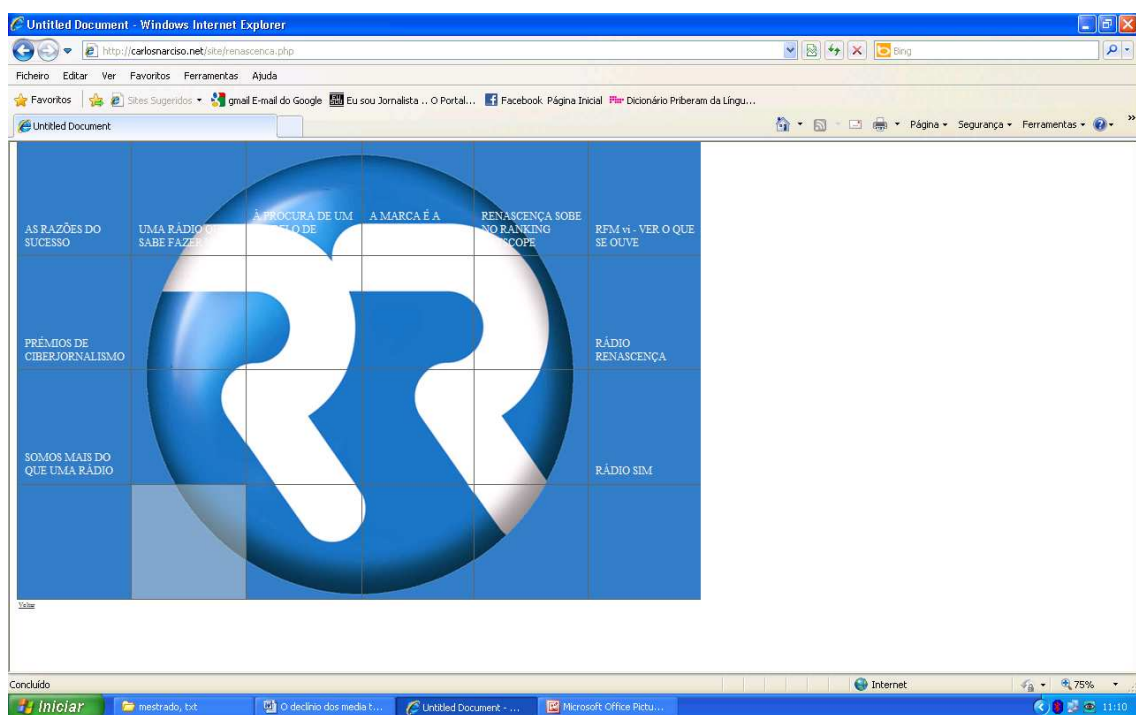 Untitled Document - Windows Internet Explorer
http://carlosnarciso.net/site/renascenca.php
Bing
Ficheiro Editar Ver Favoritos Ferramentas Ajuda
Favoritos Sites Sugeridos gmail E-mail do Google Eu sou Jornalista .. O Portal... Facebook Página Inicial Dicionário Priberam da Língu...
Untitled Document
Página Segurança Ferramentas
AS RAZÕES DO
SUCESSO
UMA RÁDIO
SABE FAZER
À PROCURA DE UM
DE
A MARCA É A
RENASCENÇA SOBE
NO RANKING
RFM vi - VER O QUE
SE OUVE
PRÉMIOS DE
CIBERJORNALISMO
RÁDIO
RENASCENÇA
SOMOS MAIS DO
QUE UMA RÁDIO
RÁDIO SIM
RR
Voltar
Concluído
Internet
75%
Iniciar
mestrado, txt
O declínio dos media t...
Untitled Document - ...
Microsoft Office Pictu...
11:10